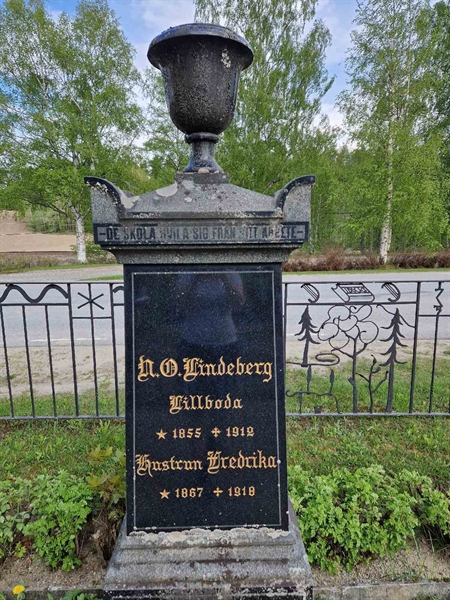 -DE SKOLA HVILA SIG FRÅN SITT ARBETE-
N.O. Lindeberg
Lillboda
★ 1855 ✝ 1912
Hustrun Fredrika
★ 1867 ✝ 1918